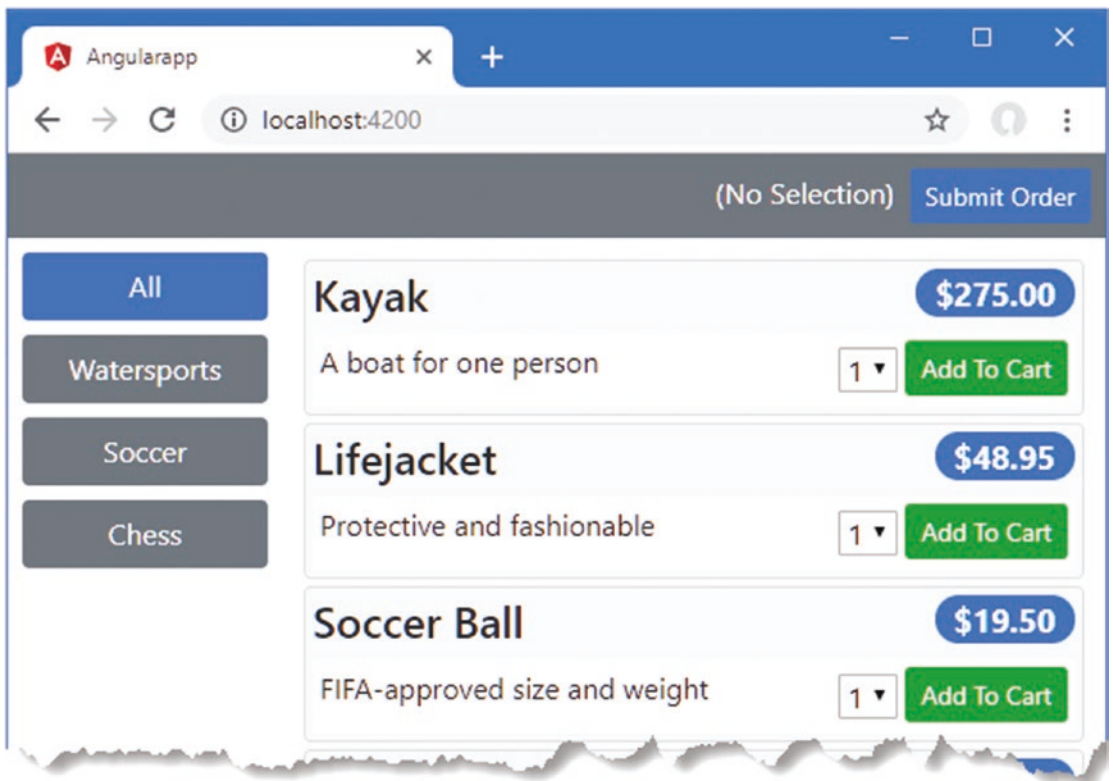 Angularapp
localhost:4200
(No Selection) Submit Order
All
Watersports
Soccer
Chess
Kayak $275.00
A boat for one person 1 Add To Cart
Lifejacket $48.95
Protective and fashionable 1 Add To Cart
Soccer Ball $19.50
FIFA-approved size and weight 1 Add To Cart